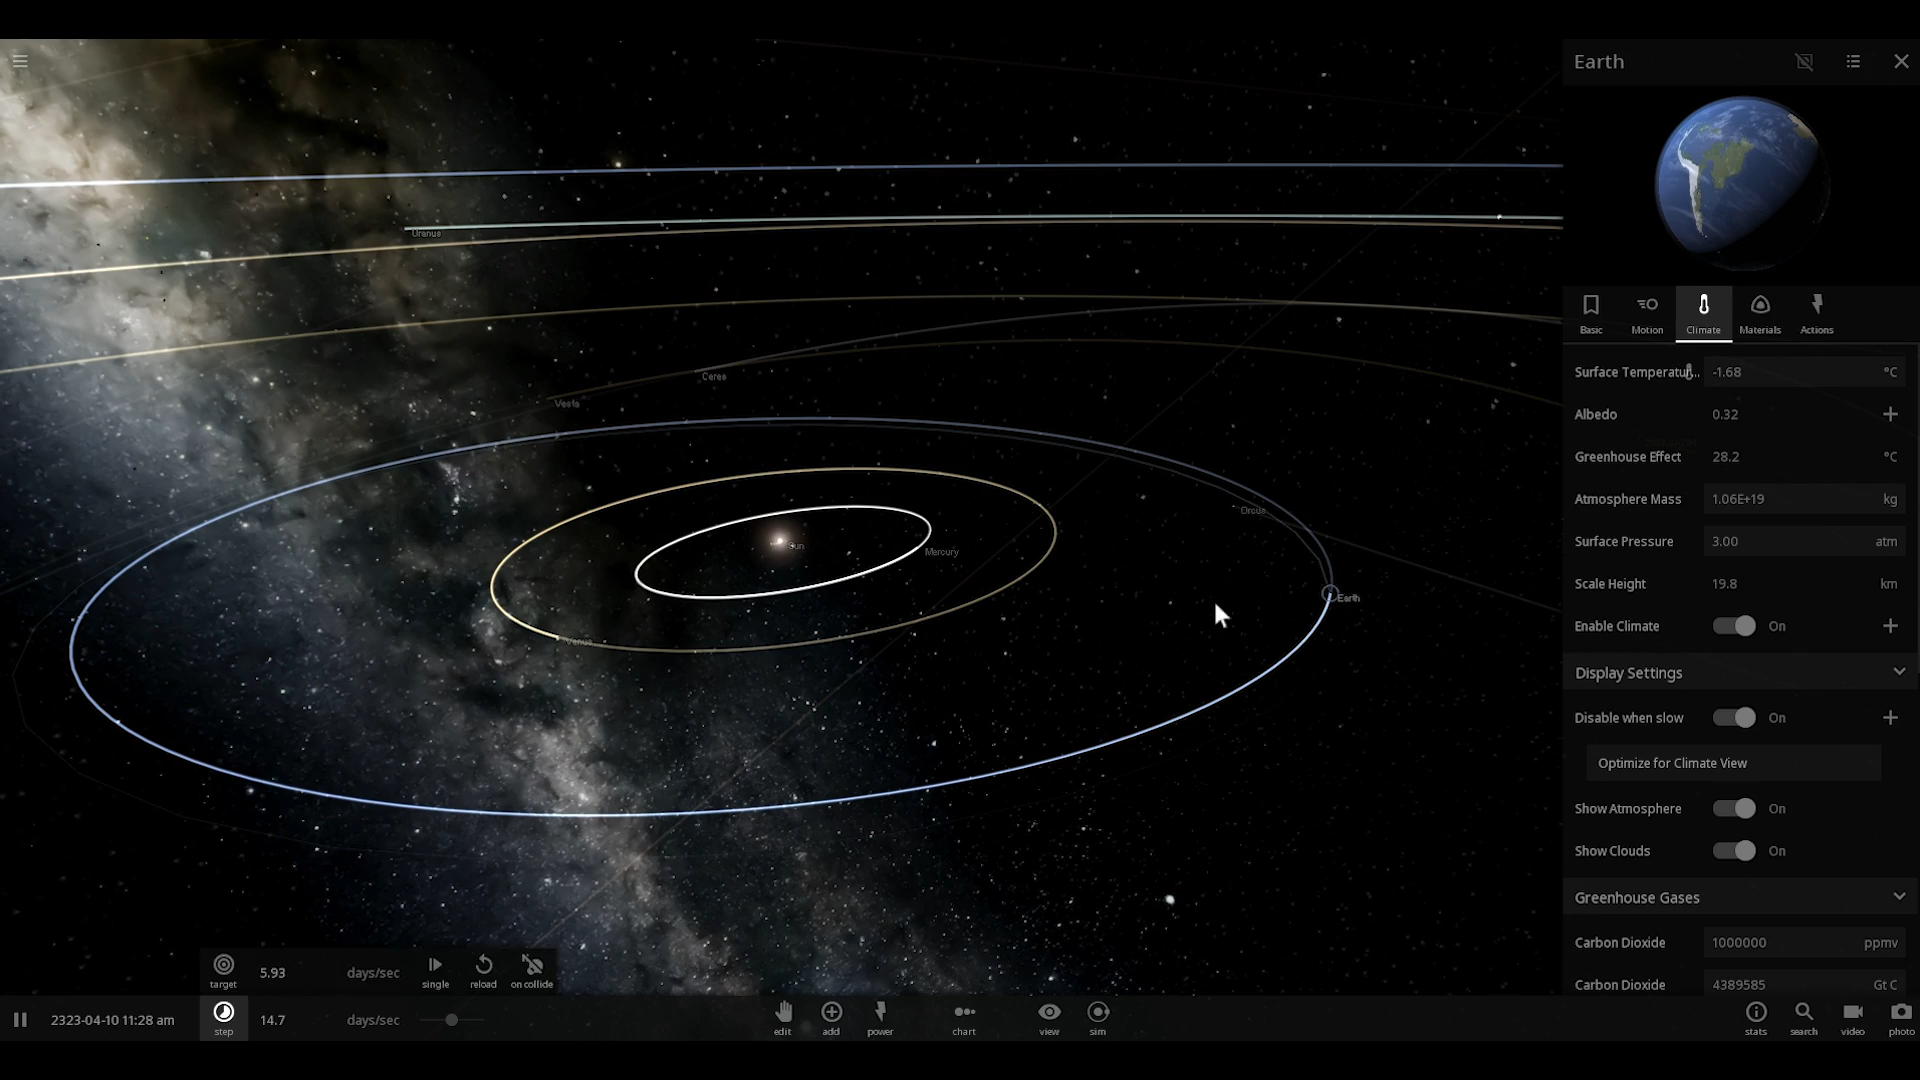 Earth
Basic
Motion
Climate
Materials
Actions
Surface Temperatur... -1.68 °C
Albedo 0.32
Greenhouse Effect 28.2 °C
Atmosphere Mass 1.06E+19 kg
Surface Pressure 3.00 atm
Scale Height 19.8 km
Enable Climate On
Display Settings
Disable when slow On
Optimize for Climate View
Show Atmosphere On
Show Clouds On
Greenhouse Gases
Carbon Dioxide 1000000 ppmv
Carbon Dioxide 4389585 Gt C
Uranus
Ceres
Vesta
Orcus
Sun
Mercury
Earth
Venus
target 5.93 days/sec single reload on collide
2323-04-10 11:28 am step 14.7 days/sec
edit add power chart view sim
stats search video photo